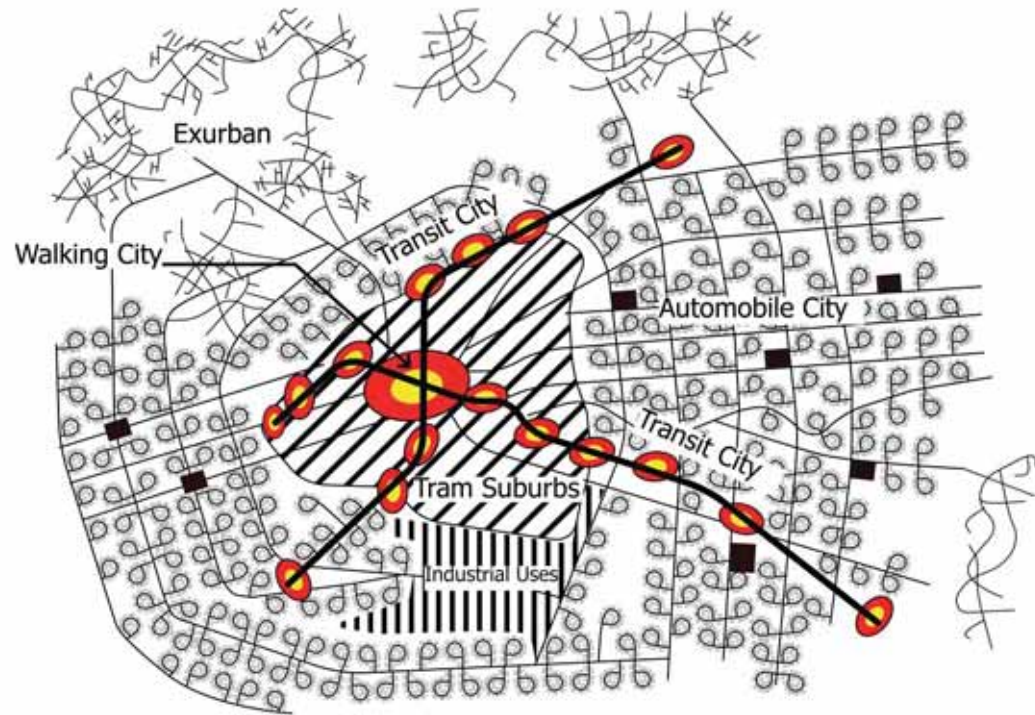 Exurban
Transit City
Walking City
Automobile City
Transit City
Tram Suburbs
Industrial Uses